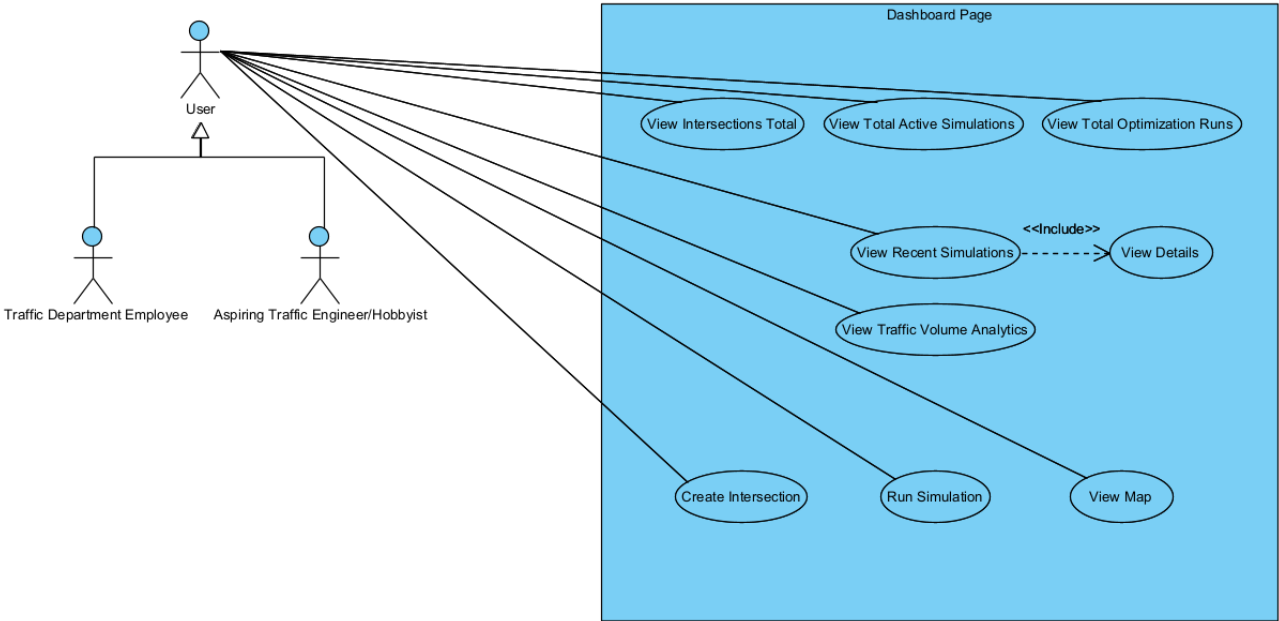 Dashboard Page
User
View Intersections Total
View Total Active Simulations
View Total Optimization Runs
<<Include>>
View Recent Simulations
View Details
Traffic Department Employee
Aspiring Traffic Engineer/Hobbyist
View Traffic Volume Analytics
Create Intersection
Run Simulation
View Map